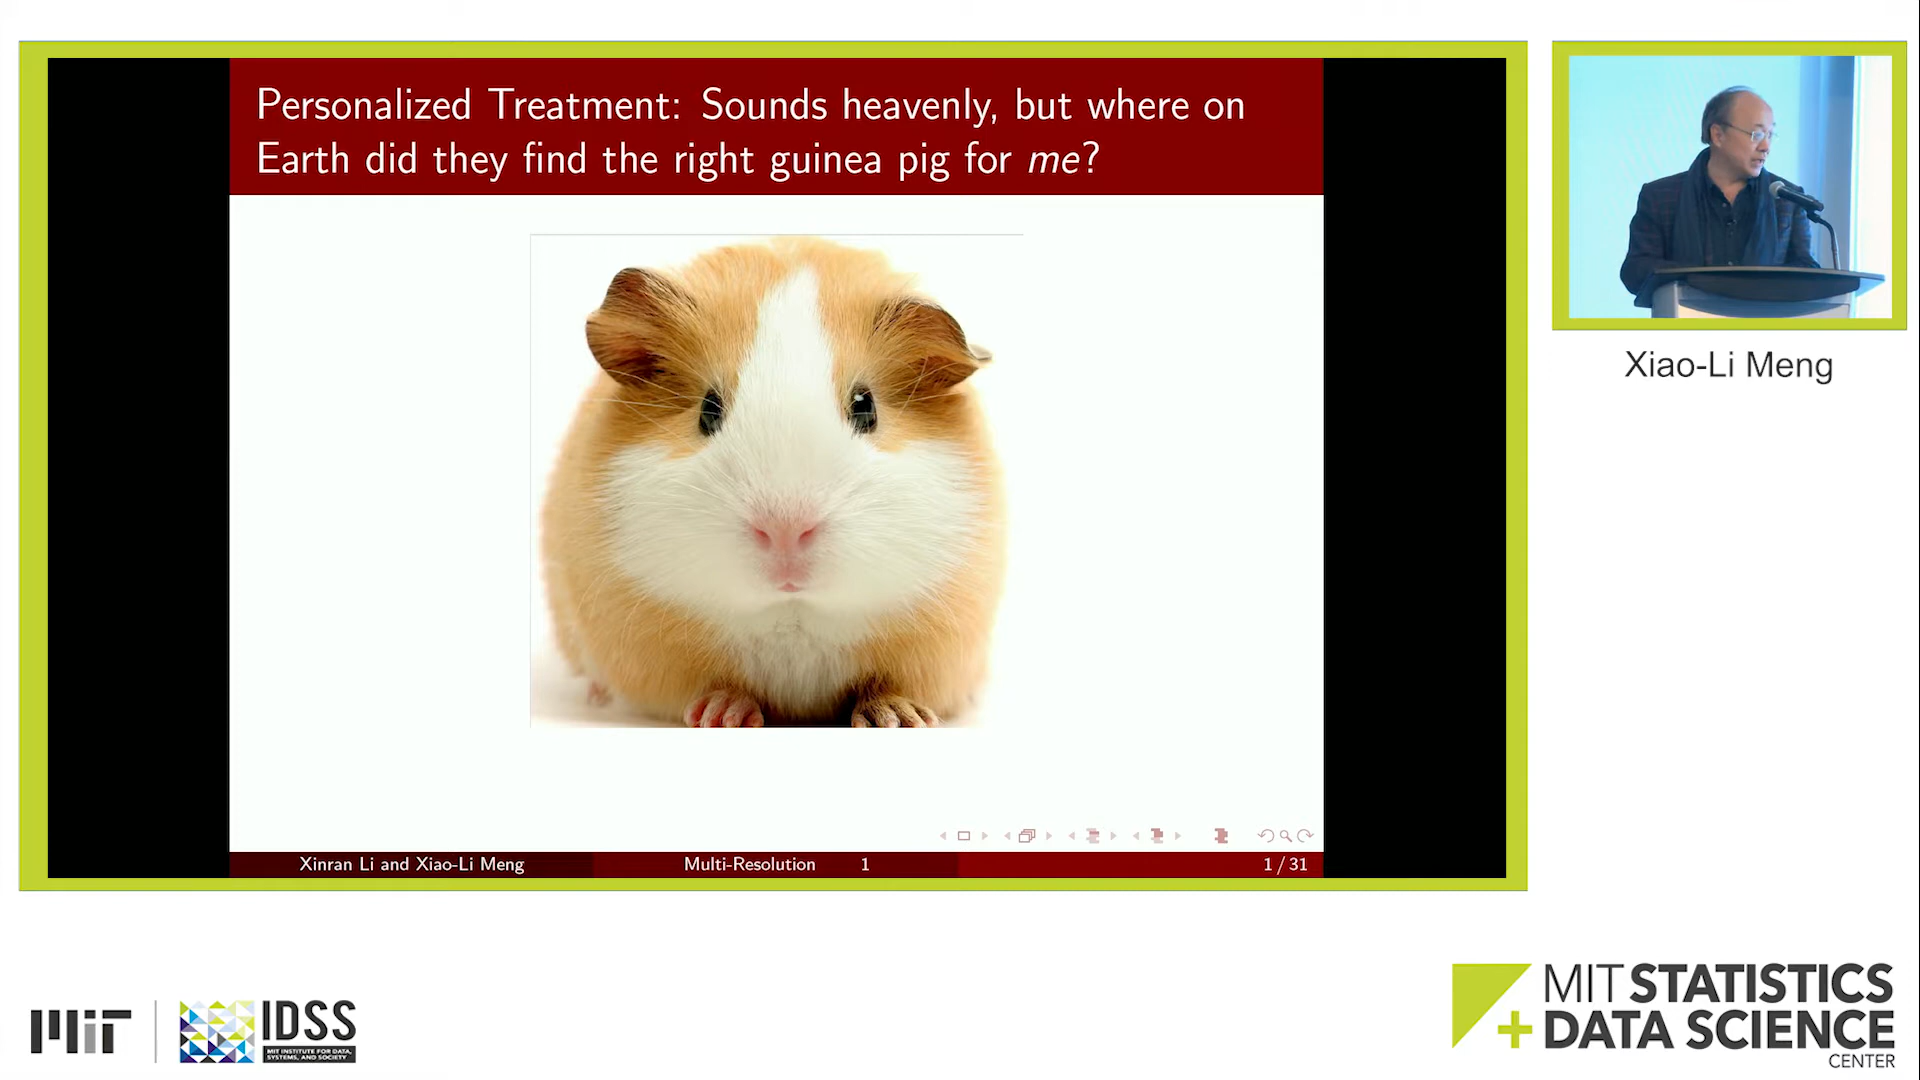 Personalized Treatment: Sounds heavenly, but where on
Earth did they find the right guinea pig for me?
Xiao-Li Meng
Xinran Li and Xiao-Li Meng
Multi-Resolution 1
1 / 31
MIT
IDSS
MIT INSTITUTE FOR DATA,
SYSTEMS, AND SOCIETY
MIT STATISTICS
+ DATA SCIENCE
CENTER